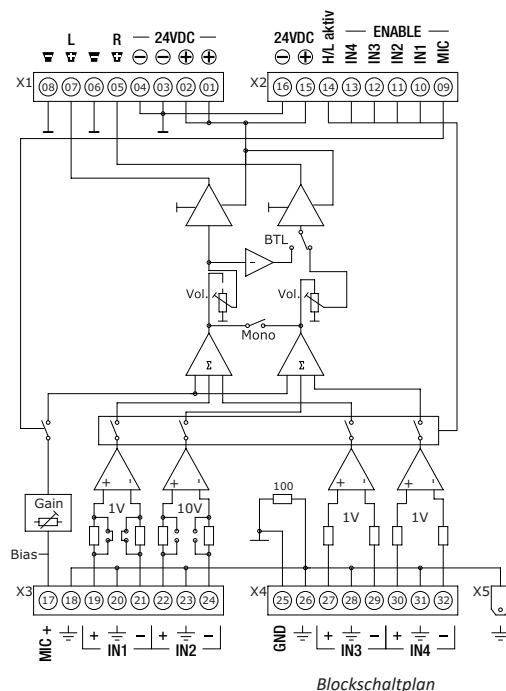 L R — 24VDC — 24VDC H/L aktiv — ENABLE — IN4 IN3 IN2 IN1 MIC
− − + + − +
X1 08 07 06 05 04 03 02 01 X2 16 15 14 13 12 11 10 09
BTL
−
Vol. Vol.
Mono
Σ Σ
+ − + − + − + −
Gain 1V 10V 100 1V 1V
Bias
X3 17 18 19 20 21 22 23 24 X4 25 26 27 28 29 30 31 32 X5
MIC + + − + − GND + − + −
IN1 IN2 IN3 IN4
Blockschaltplan